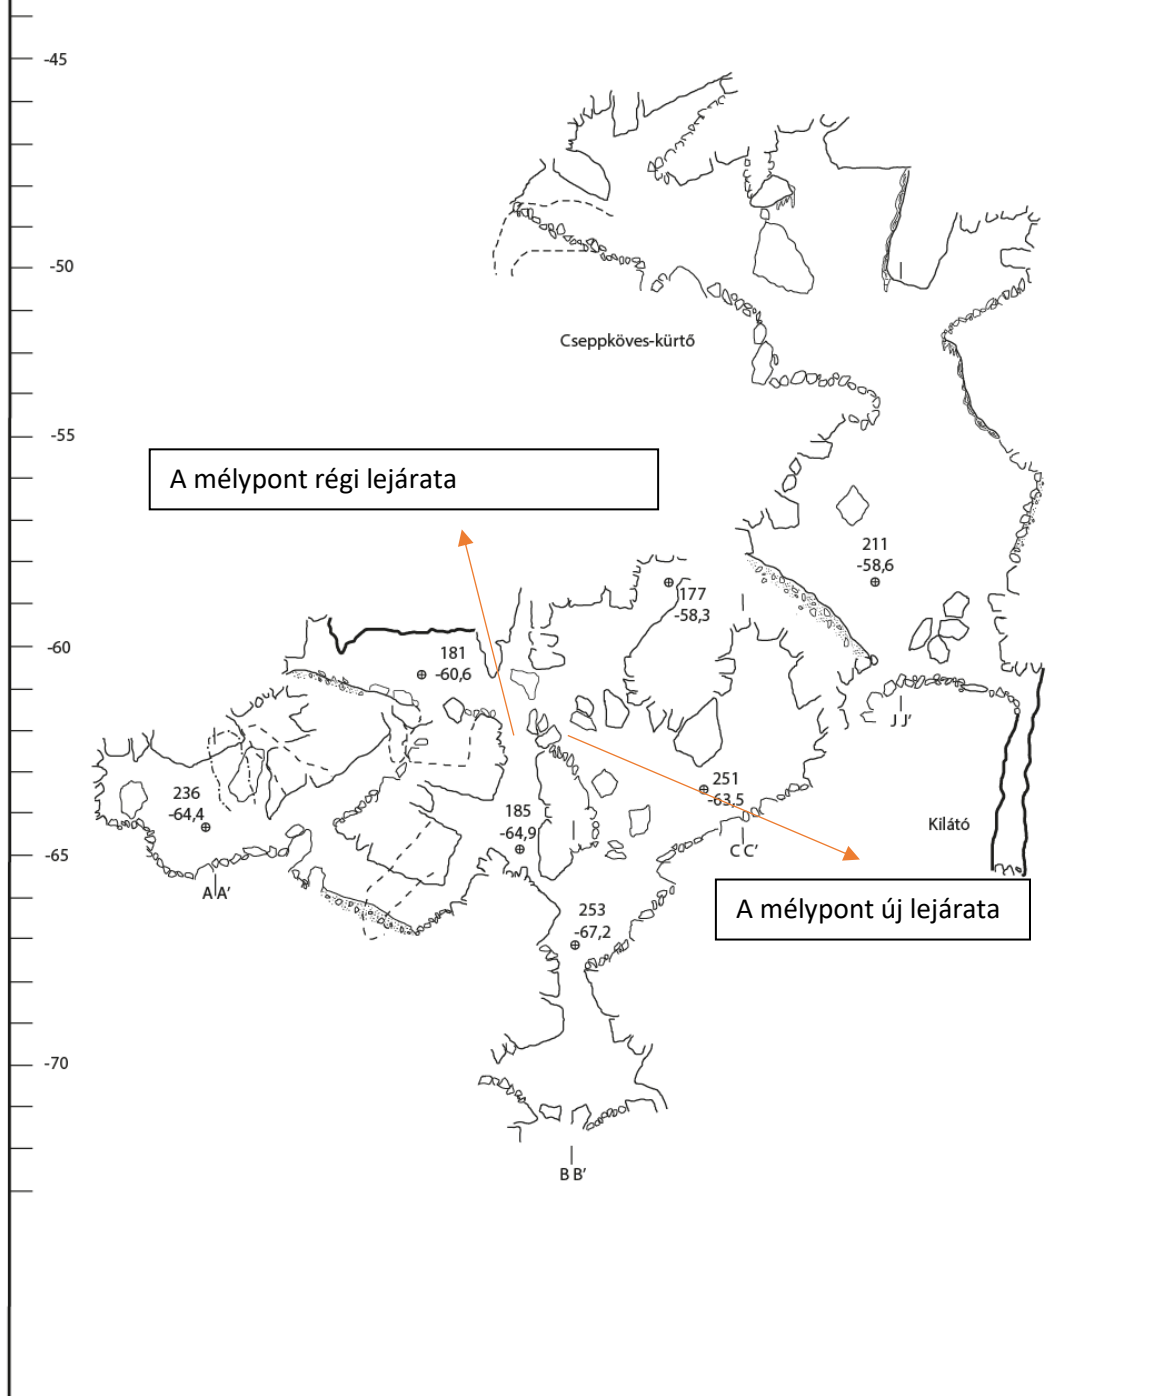 -45
-50
Cseppköves-kürtő
-55
A mélypont régi lejárata
211
-58,6
177
-58,3
-60
181
-60,6
J J'
251
-63,5
236
-64,4
185
-64,9
Kilátó
-65
C C'
A A'
A mélypont új lejárata
253
-67,2
-70
B B'